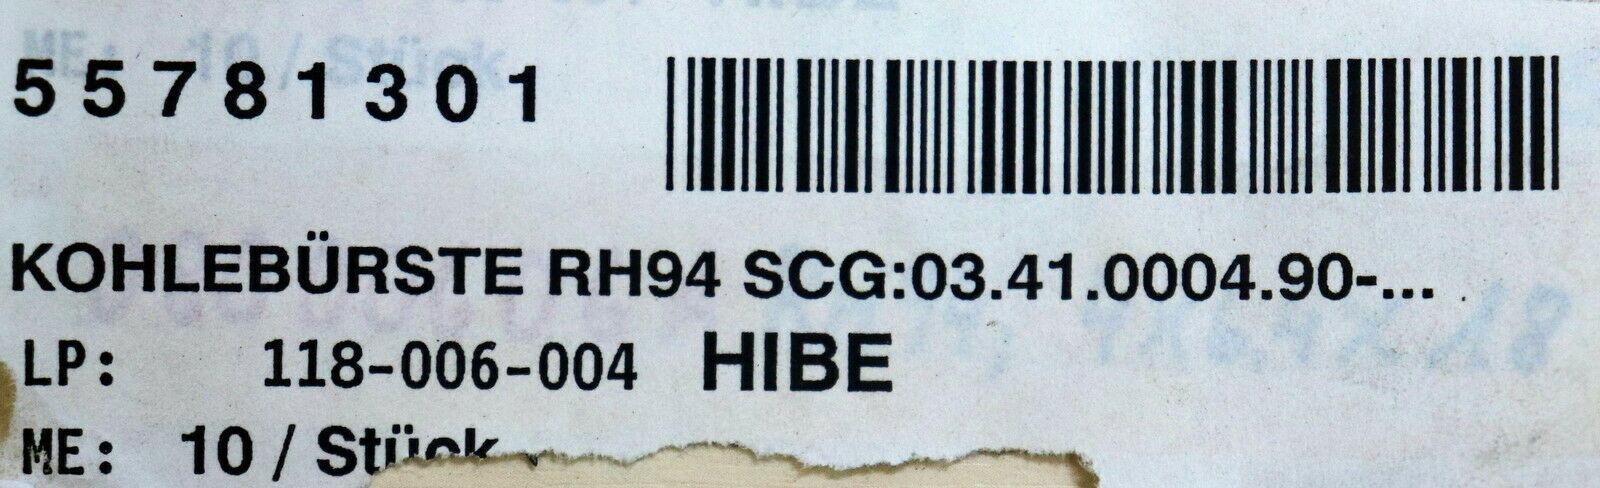 55781301
KOHLEBÜRSTE RH94 SCG:03.41.0004.90-...
LP: 118-006-004 HIBE
ME: 10 / Stück